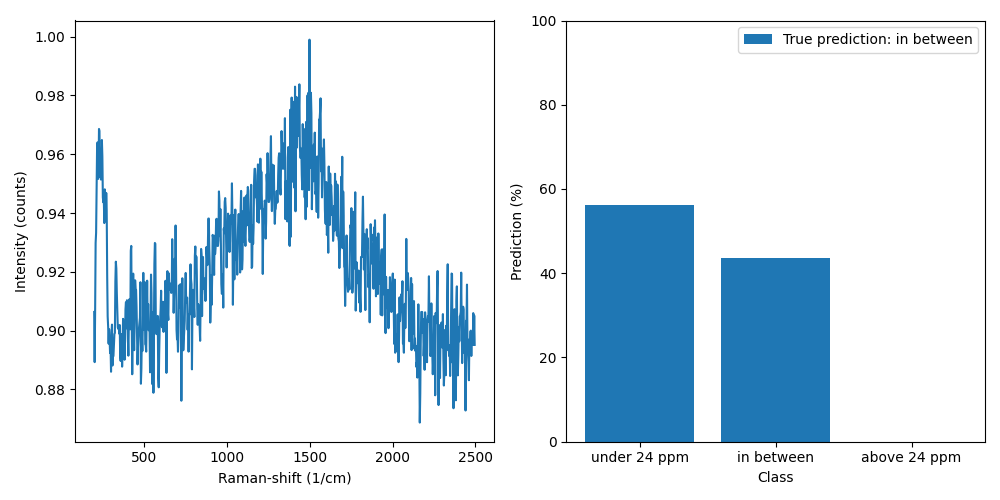 1.00
0.98
0.96
0.94
0.92
0.90
0.88
Intensity (counts)
500
1000
1500
2000
2500
Raman-shift (1/cm)
100
80
60
40
20
0
Prediction (%)
True prediction: in between
under 24 ppm
in between
above 24 ppm
Class